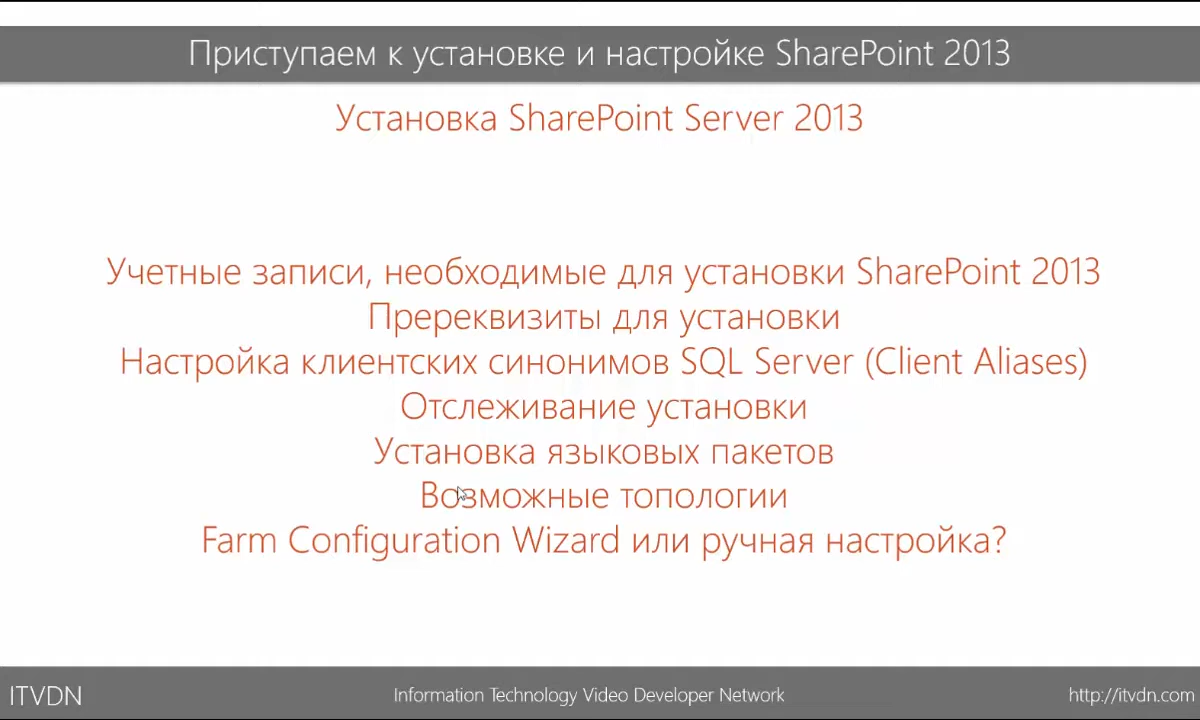 Приступаем к установке и настройке SharePoint 2013
Установка SharePoint Server 2013
Учетные записи, необходимые для установки SharePoint 2013
Пререквизиты для установки
Настройка клиентских синонимов SQL Server (Client Aliases)
Отслеживание установки
Установка языковых пакетов
Возможные топологии
Farm Configuration Wizard или ручная настройка?
ITVDN
Information Technology Video Developer Network
http://itvdn.com